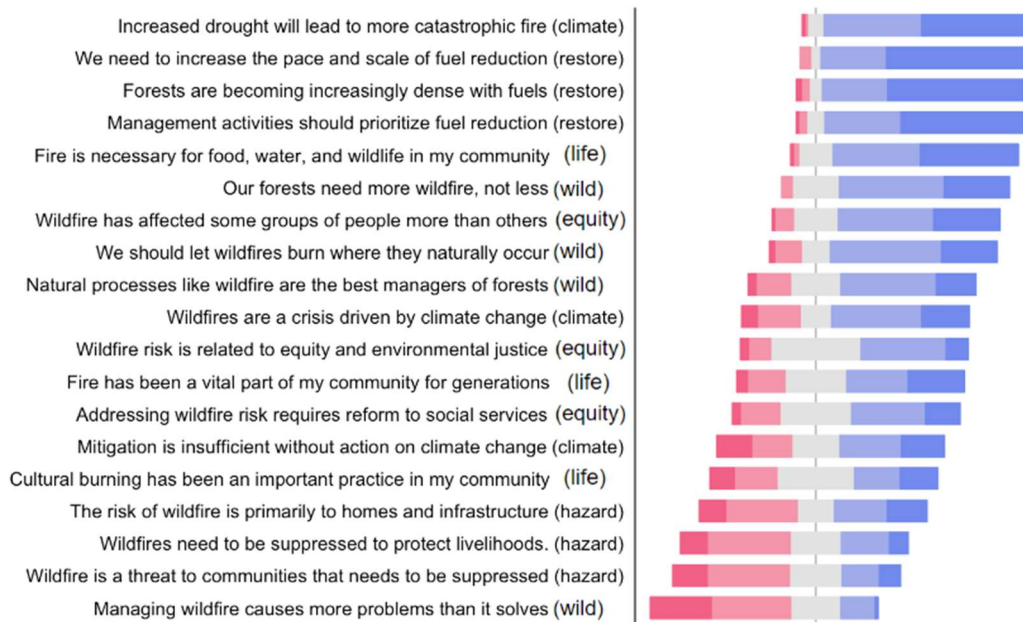 Increased drought will lead to more catastrophic fire (climate)
We need to increase the pace and scale of fuel reduction (restore)
Forests are becoming increasingly dense with fuels (restore)
Management activities should prioritize fuel reduction (restore)
Fire is necessary for food, water, and wildlife in my community (life)
Our forests need more wildfire, not less (wild)
Wildfire has affected some groups of people more than others (equity)
We should let wildfires burn where they naturally occur (wild)
Natural processes like wildfire are the best managers of forests (wild)
Wildfires are a crisis driven by climate change (climate)
Wildfire risk is related to equity and environmental justice (equity)
Fire has been a vital part of my community for generations (life)
Addressing wildfire risk requires reform to social services (equity)
Mitigation is insufficient without action on climate change (climate)
Cultural burning has been an important practice in my community (life)
The risk of wildfire is primarily to homes and infrastructure (hazard)
Wildfires need to be suppressed to protect livelihoods. (hazard)
Wildfire is a threat to communities that needs to be suppressed (hazard)
Managing wildfire causes more problems than it solves (wild)